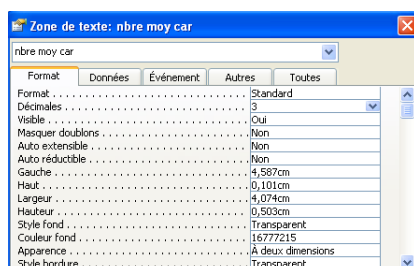 Zone de texte: nbre moy car
nbre moy car
Format Données Événement Autres Toutes
Format . . . . . . . . . . . . . . . . . . . . . . . . Standard
Décimales . . . . . . . . . . . . . . . . . . . . . . 3
Visible . . . . . . . . . . . . . . . . . . . . . . . . Oui
Masquer doublons . . . . . . . . . . . . . . . . Non
Auto extensible . . . . . . . . . . . . . . . . . . Non
Auto réductible . . . . . . . . . . . . . . . . . . Non
Gauche . . . . . . . . . . . . . . . . . . . . . . . 4,587cm
Haut . . . . . . . . . . . . . . . . . . . . . . . . . 0,101cm
Largeur . . . . . . . . . . . . . . . . . . . . . . . 4,074cm
Hauteur . . . . . . . . . . . . . . . . . . . . . . . 0,503cm
Style fond . . . . . . . . . . . . . . . . . . . . . Transparent
Couleur fond . . . . . . . . . . . . . . . . . . . 16777215
Apparence . . . . . . . . . . . . . . . . . . . . . À deux dimensions
Style bordure . . . . . . . . . . . . . . . . . . . Transparent